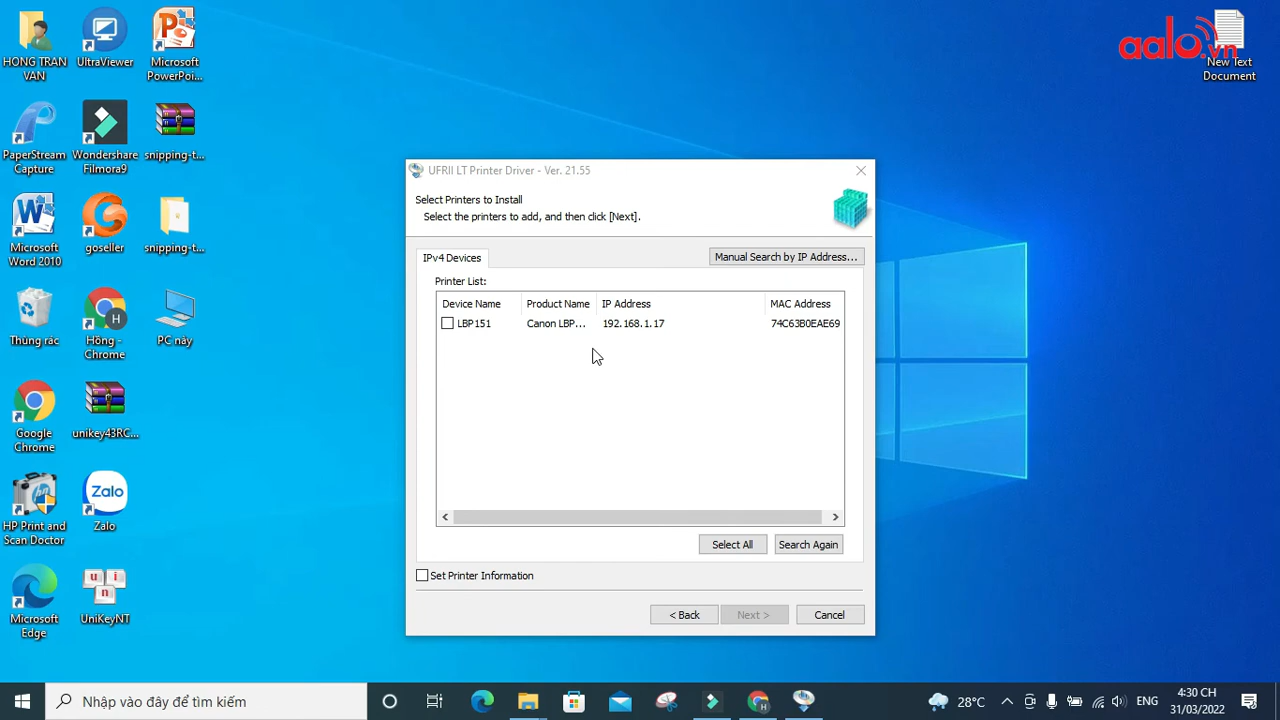 HONG TRAN
VAN
UltraViewer
Microsoft
PowerPoi...
aalo.vn
New Text
Document
PaperStream
Capture
Wondershare
Filmora9
snipping-t...
Microsoft
Word 2010
goseller
snipping-t...
Thùng rác
Hồng -
Chrome
PC này
Google
Chrome
unikey43RC...
HP Print and
Scan Doctor
Zalo
Zalo
Microsoft
Edge
u i
n
UniKeyNT
UFRII LT Printer Driver - Ver. 21.55
Select Printers to Install
Select the printers to add, and then click [Next].
IPv4 Devices
Manual Search by IP Address...
Printer List:
Device Name Product Name IP Address MAC Address
LBP151 Canon LBP... 192.168.1.17 74C63B0EAE69
Select All Search Again
Set Printer Information
< Back Next > Cancel
Nhập vào đây để tìm kiếm
28°C
ENG
4:30 CH
31/03/2022